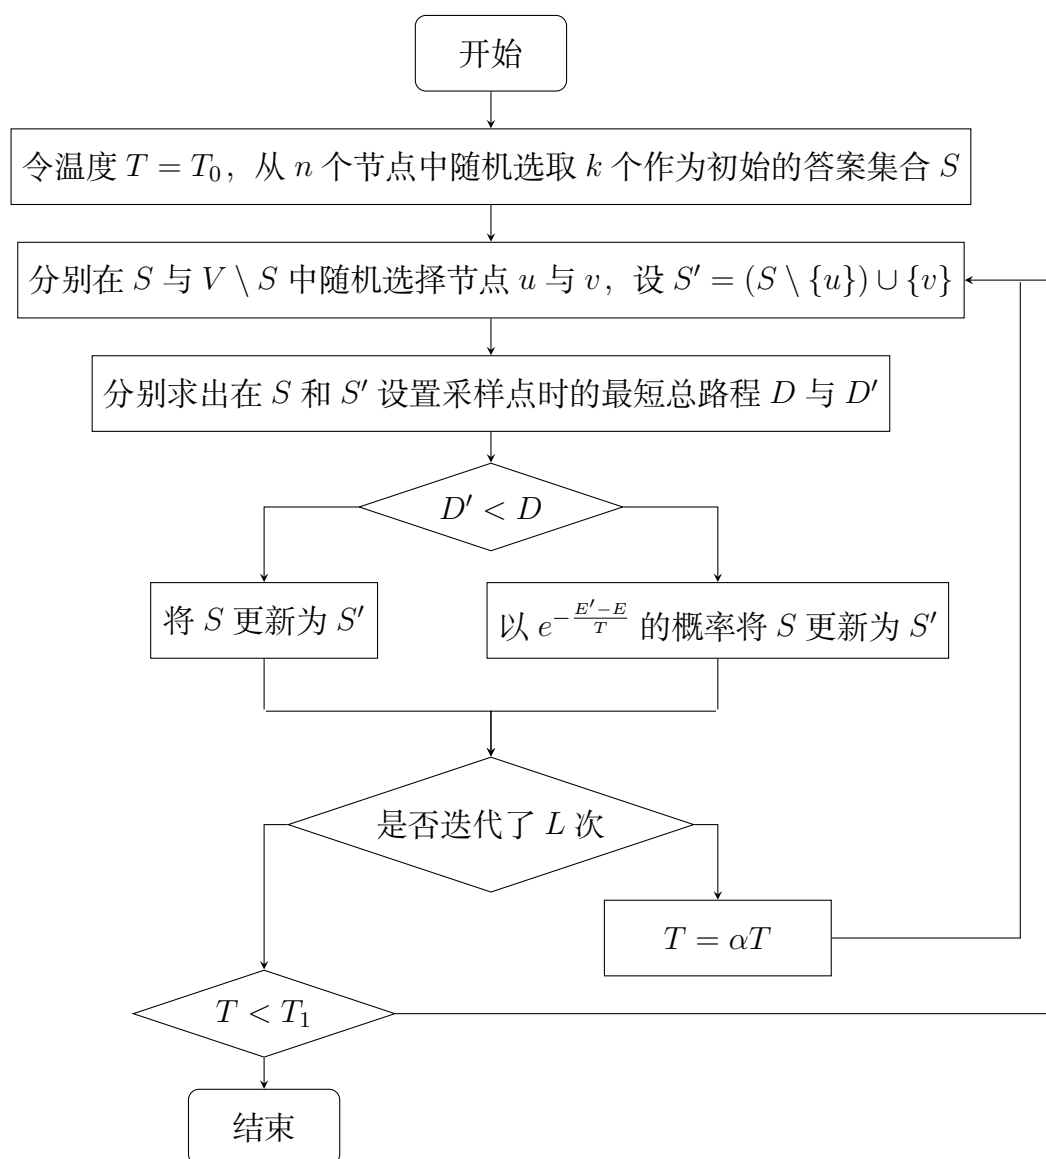 开始
令温度 T = T₀, 从 n 个节点中随机选取 k 个作为初始的答案集合 S
分别在 S 与 V \ S 中随机选择节点 u 与 v, 设 S′ = (S \ {u}) ∪ {v}
分别求出在 S 和 S′ 设置采样点时的最短总路程 D 与 D′
D′ < D
将 S 更新为 S′
以 e^{-\frac{E′−E}{T}} 的概率将 S 更新为 S′
是否迭代了 L 次
T = αT
T < T₁
结束